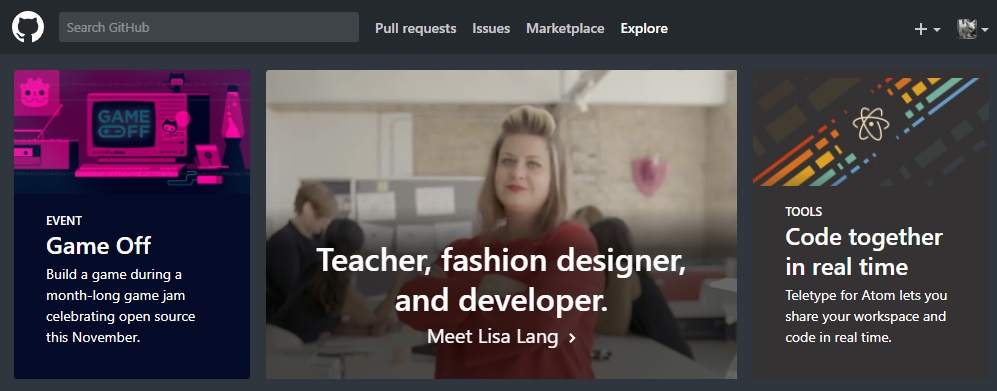 Search GitHub
Pull requests
Issues
Marketplace
Explore
GAME
OFF
EVENT
Game Off
Build a game during a
month-long game jam
celebrating open source
this November.
Teacher, fashion designer,
and developer.
Meet Lisa Lang
TOOLS
Code together
in real time
Teletype for Atom lets you
share your workspace and
code in real time.